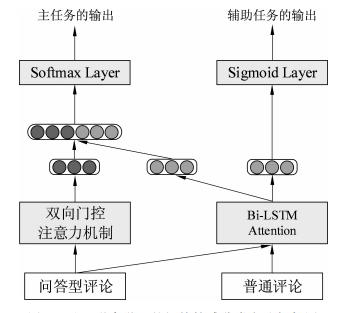 主任务的输出
辅助任务的输出
Softmax Layer
Sigmoid Layer
双向门控
注意力机制
Bi-LSTM
Attention
问答型评论
普通评论